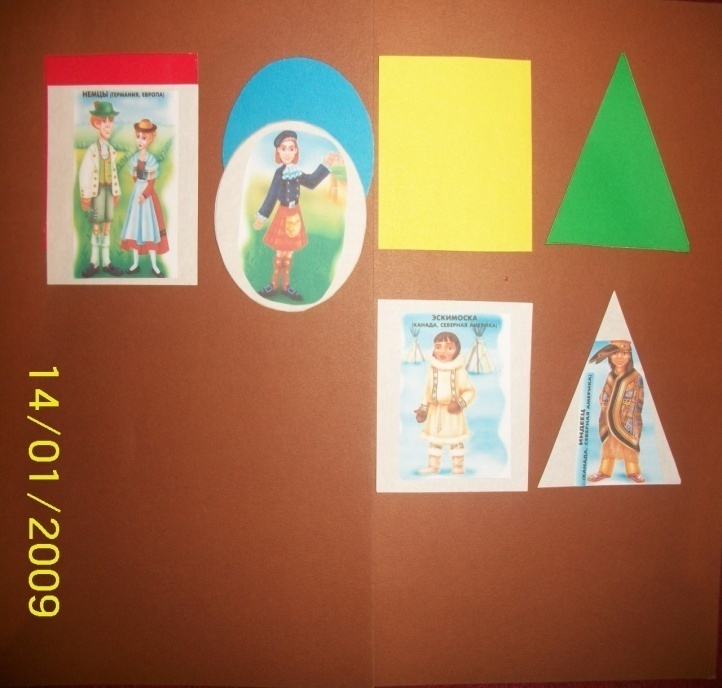 НЕМЦЫ (ГЕРМАНИЯ, ЕВРОПА)
ЭСКИМОСКА
(КАНАДА, СЕВЕРНАЯ АМЕРИКА)
ИНДЕЕЦ
(КАНАДА, СЕВЕРНАЯ АМЕРИКА)
14/01/2009